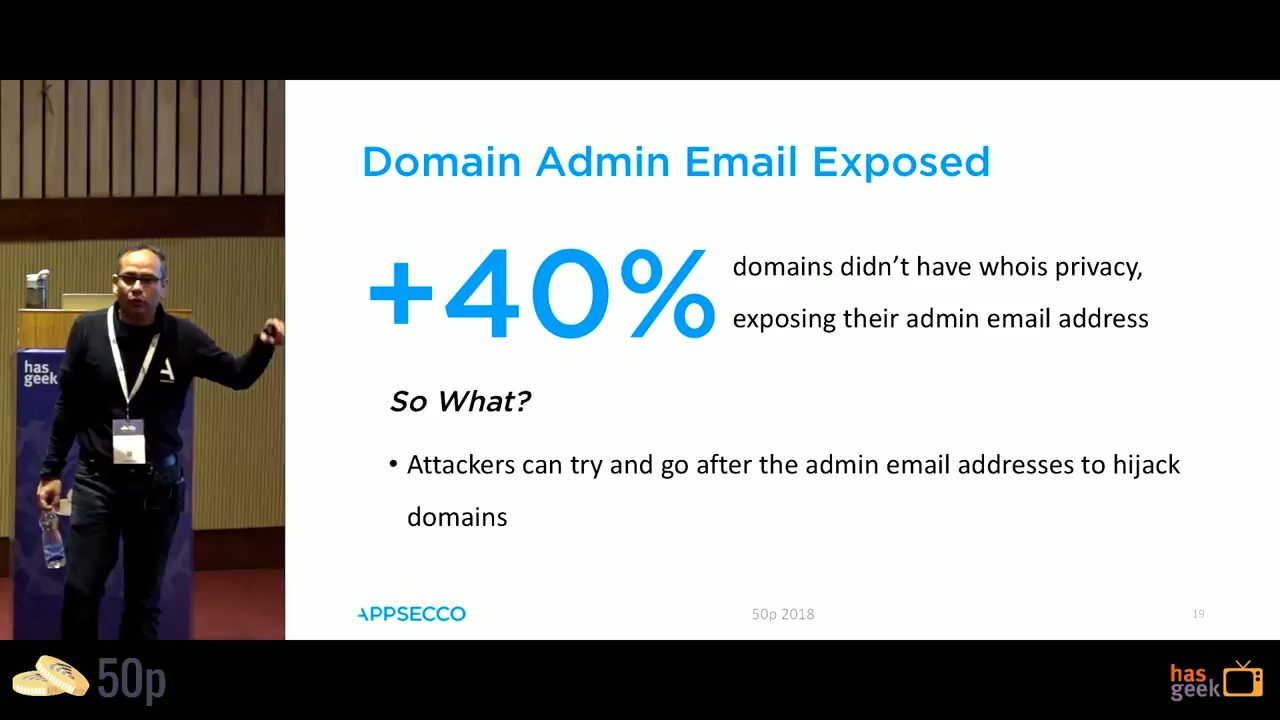 Domain Admin Email Exposed
+40%
domains didn't have whois privacy,
exposing their admin email address
So What?
• Attackers can try and go after the admin email addresses to hijack
domains
APPSECCO
50p 2018
19
has
geek
A
50p
has
geek